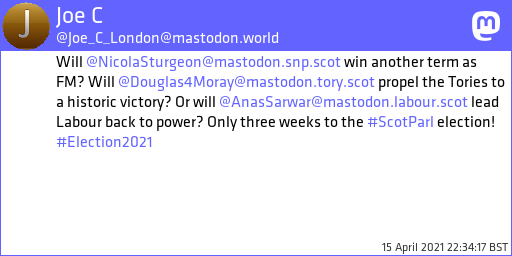 J
Joe C
@Joe_C_London@mastodon.world
Will @NicolaSturgeon@mastodon.snp.scot win another term as
FM? Will @Douglas4Moray@mastodon.tory.scot propel the Tories to
a historic victory? Or will @AnasSarwar@mastodon.labour.scot lead
Labour back to power? Only three weeks to the #ScotParl election!
#Election2021
15 April 2021 22:34:17 BST